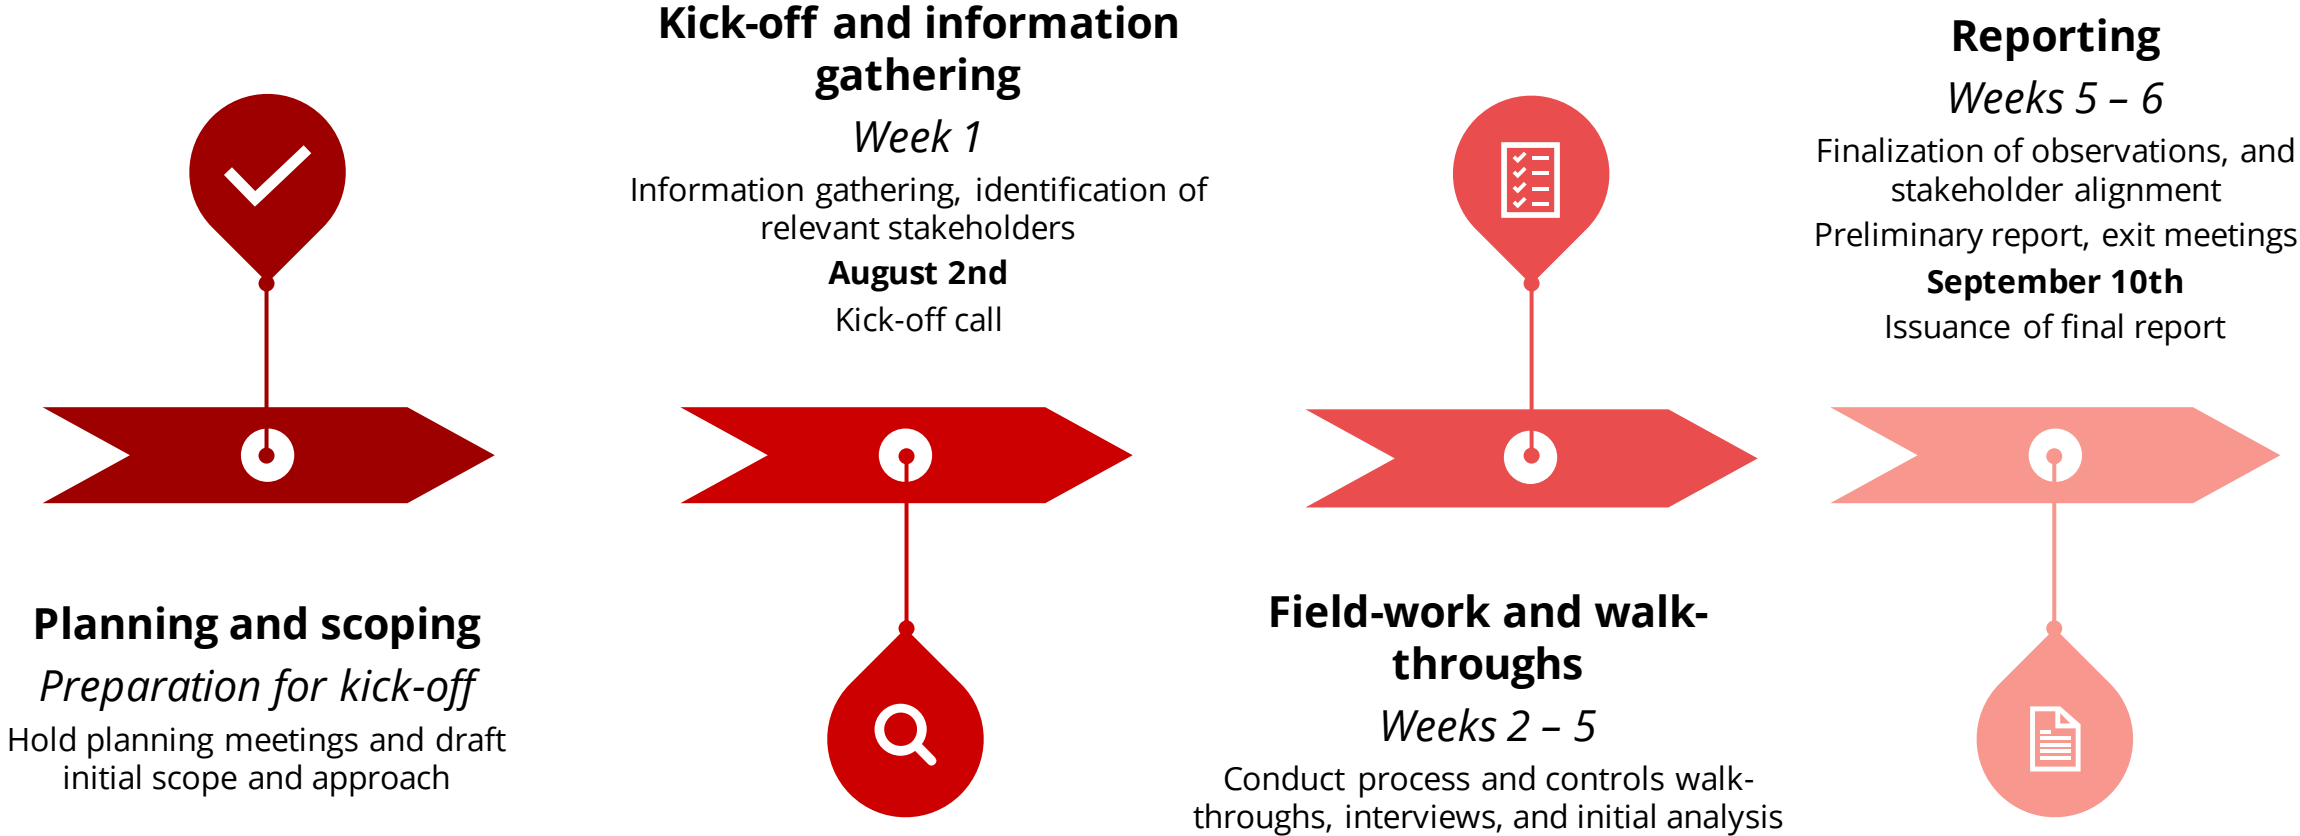 Planning and scoping
Preparation for kick-off
Hold planning meetings and draft
initial scope and approach
Kick-off and information
gathering
Week 1
Information gathering, identification of
relevant stakeholders
August 2nd
Kick-off call
Field-work and walk-
throughs
Weeks 2 – 5
Conduct process and controls walk-
throughs, interviews, and initial analysis
Reporting
Weeks 5 – 6
Finalization of observations, and
stakeholder alignment
Preliminary report, exit meetings
September 10th
Issuance of final report